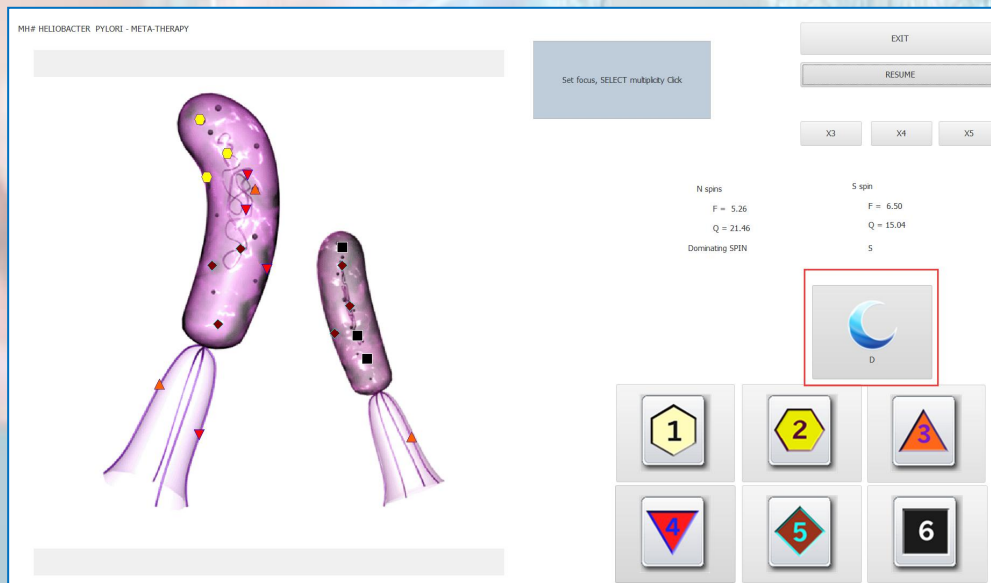 MH# HELIOBACTER PYLORI - META-THERAPY
Set focus, SELECT multiplcity Click
EXIT
RESUME
X3 X4 X5
N spins S spin
F = 5.26 F = 6.50
Q = 21.46 Q = 15.04
Dominating SPIN S
D
1 2 3
4 5 6